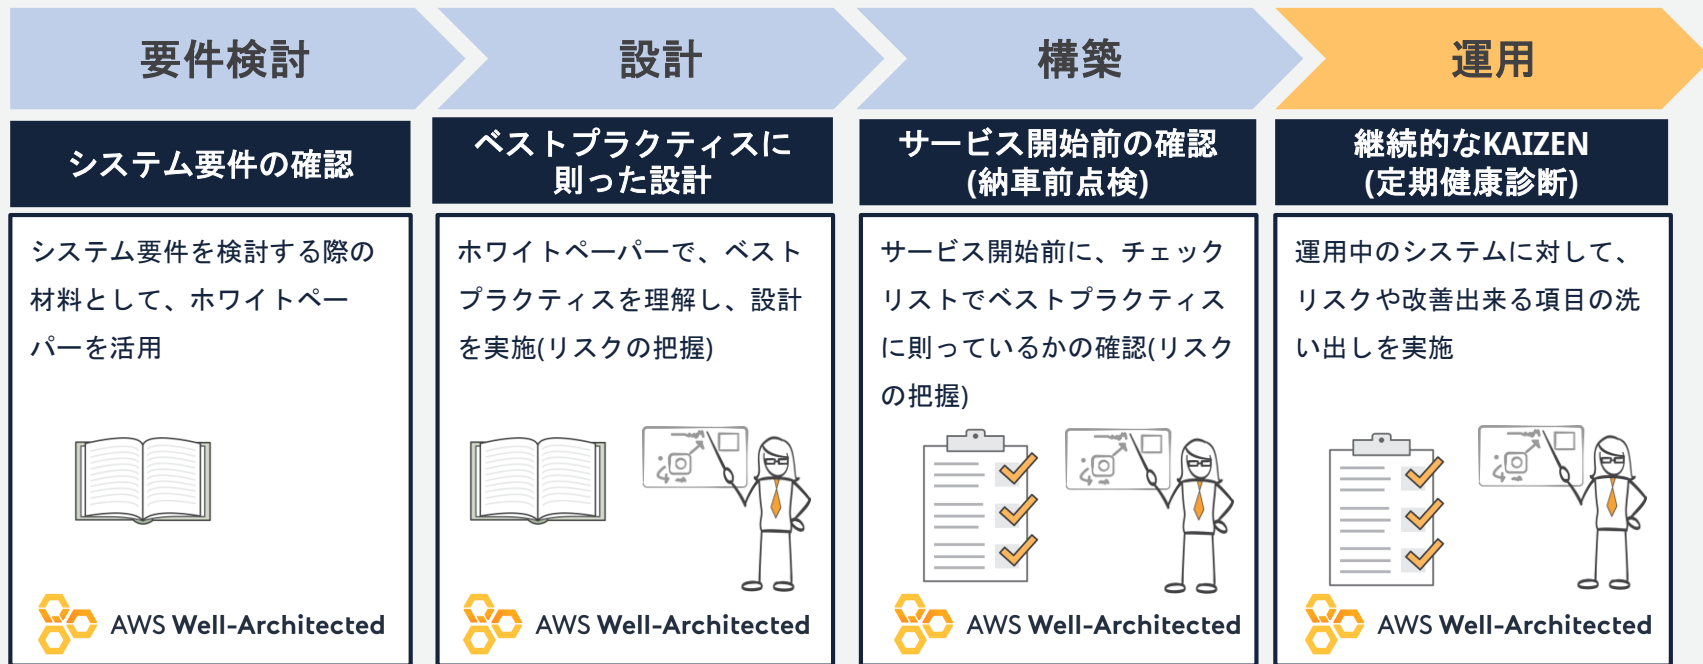 要件検討
設計
構築
運用
システム要件の確認
ベストプラクティスに
則った設計
サービス開始前の確認
(納車前点検)
継続的なKAIZEN
(定期健康診断)
システム要件を検討する際の
材料として、ホワイトペー
パーを活用
ホワイトペーパーで、ベスト
プラクティスを理解し、設計
を実施(リスクの把握)
サービス開始前に、チェック
リストでベストプラクティス
に則っているかの確認(リスク
の把握)
運用中のシステムに対して、
リスクや改善出来る項目の洗
い出しを実施
AWS Well-Architected
AWS Well-Architected
AWS Well-Architected
AWS Well-Architected